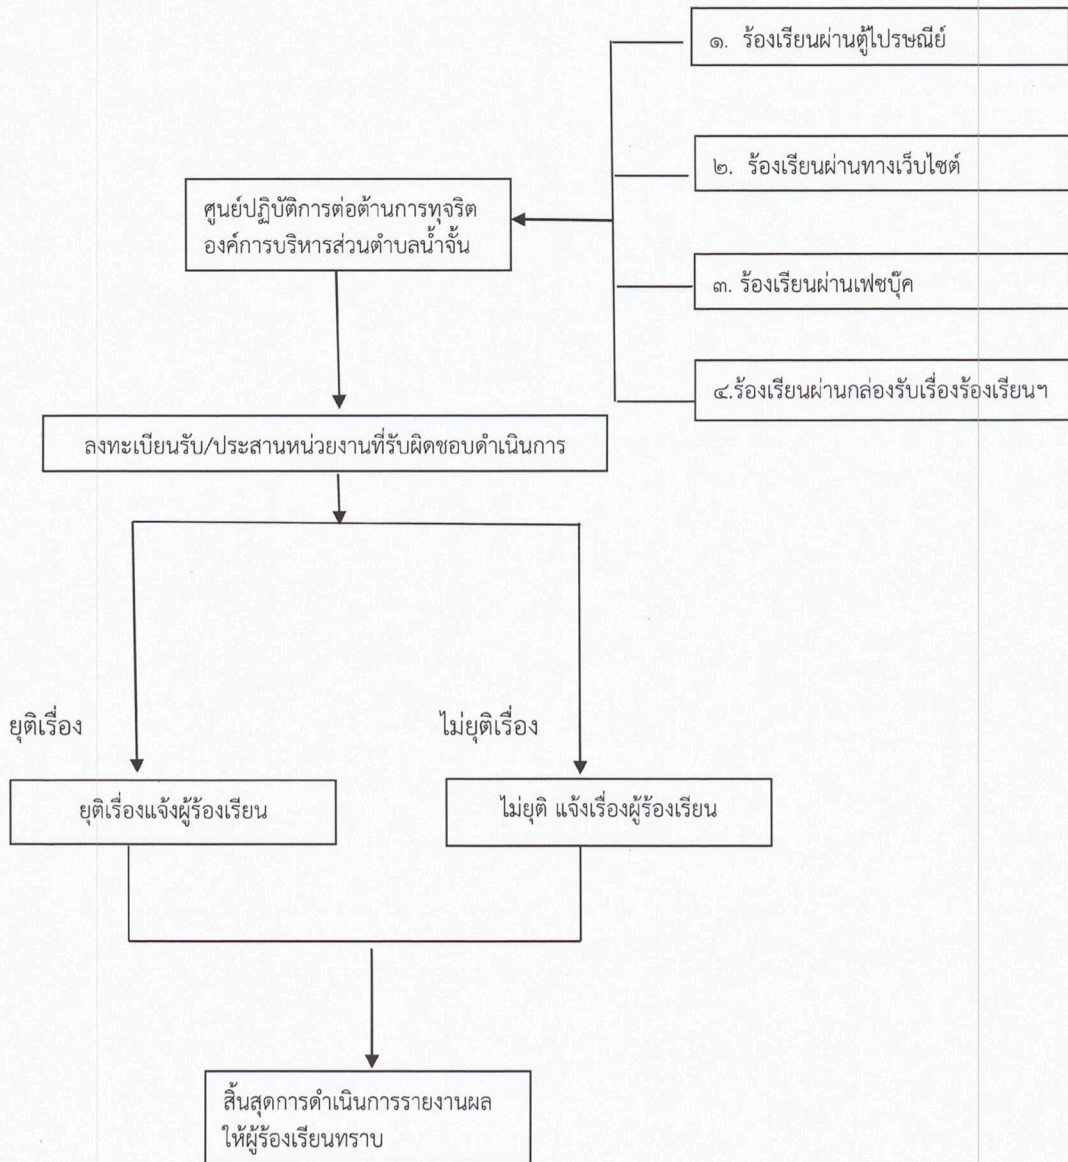 ๑. ร้องเรียนผ่านตู้ไปรษณีย์
๒. ร้องเรียนผ่านทางเว็บไซต์
ศูนย์ปฏิบัติการต่อต้านการทุจริต
องค์การบริหารส่วนตำบลน้ำจั้น
๓. ร้องเรียนผ่านเฟซบุ๊ค
๔.ร้องเรียนผ่านกล่องรับเรื่องร้องเรียนฯ
ลงทะเบียนรับ/ประสานหน่วยงานที่รับผิดชอบดำเนินการ
ยุติเรื่อง
ไม่ยุติเรื่อง
ยุติเรื่องแจ้งผู้ร้องเรียน
ไม่ยุติ แจ้งเรื่องผู้ร้องเรียน
สิ้นสุดการดำเนินการรายงานผล
ให้ผู้ร้องเรียนทราบ